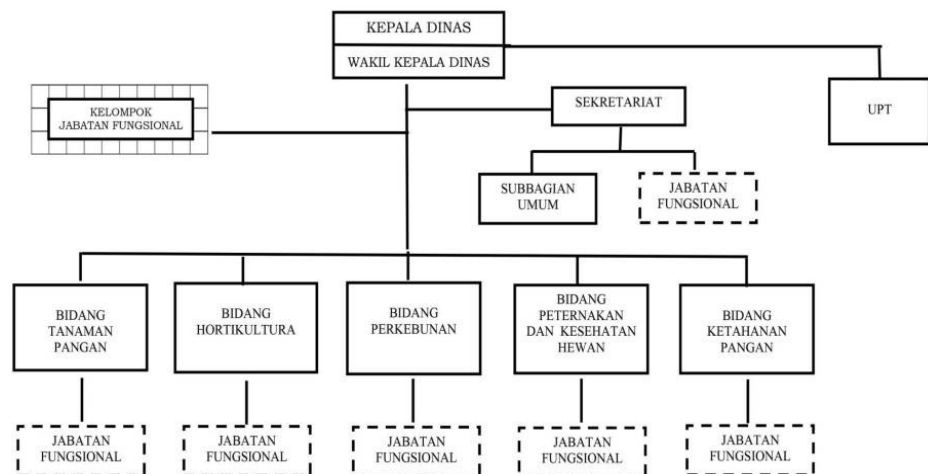 KEPALA DINAS
WAKIL KEPALA DINAS
KELOMPOK
JABATAN FUNGSIONAL
SEKRETARIAT
UPT
SUBBAGIAN
UMUM
JABATAN
FUNGSIONAL
BIDANG
TANAMAN
PANGAN
BIDANG
HORTIKULTURA
BIDANG
PERKEBUNAN
BIDANG
PETERNAKAN
DAN KESEHATAN
HEWAN
BIDANG
KETAHANAN
PANGAN
JABATAN
FUNGSIONAL
JABATAN
FUNGSIONAL
JABATAN
FUNGSIONAL
JABATAN
FUNGSIONAL
JABATAN
FUNGSIONAL